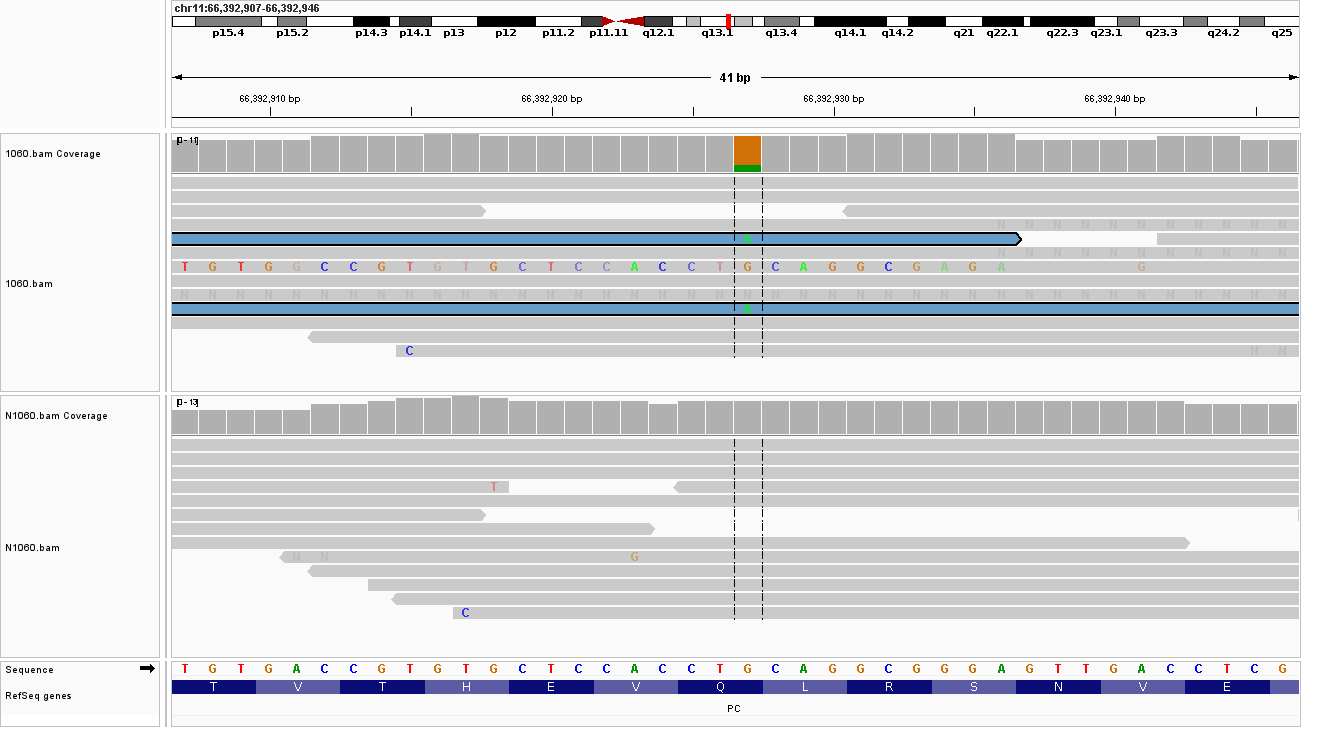 chr11:66,392,907-66,392,946
p15.4 p15.2 p14.3 p14.1 p13 p12 p11.2 p11.11 q12.1 q13.1 q13.4 q14.1 q14.2 q21 q22.1 q22.3 q23.1 q23.3 q24.2 q25
41 bp
66,392,910 bp 66,392,920 bp 66,392,930 bp 66,392,940 bp
[0 - 11]
1060.bam Coverage
N N N N N N N N N N N
A
N N N N N N N N N N N
T G T G G C C G T G T G C T C C A C C T G C A G G C G A G A G
1060.bam
N N N N N N N N N N N N N N N N N N N N N N N N N N N N N N N N N N N N N N N N
A
C N N
[0 - 13]
N1060.bam Coverage
T
N1060.bam
N N G
C
Sequence T G T G A C C G T G T G C T C C A C C T G C A G G C G G G A G T T G A C C T C G
RefSeq genes T V T H E V Q L R S N V E
PC